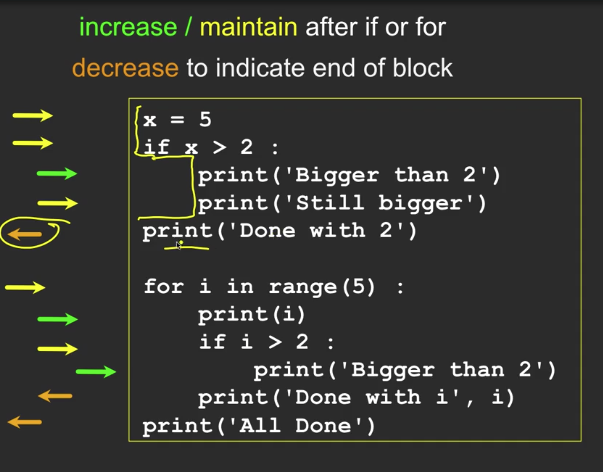 increase / maintain after if or for
decrease to indicate end of block
x = 5
if x > 2 :
print('Bigger than 2')
print('Still bigger')
print('Done with 2')
for i in range(5) :
print(i)
if i > 2 :
print('Bigger than 2')
print('Done with i', i)
print('All Done')